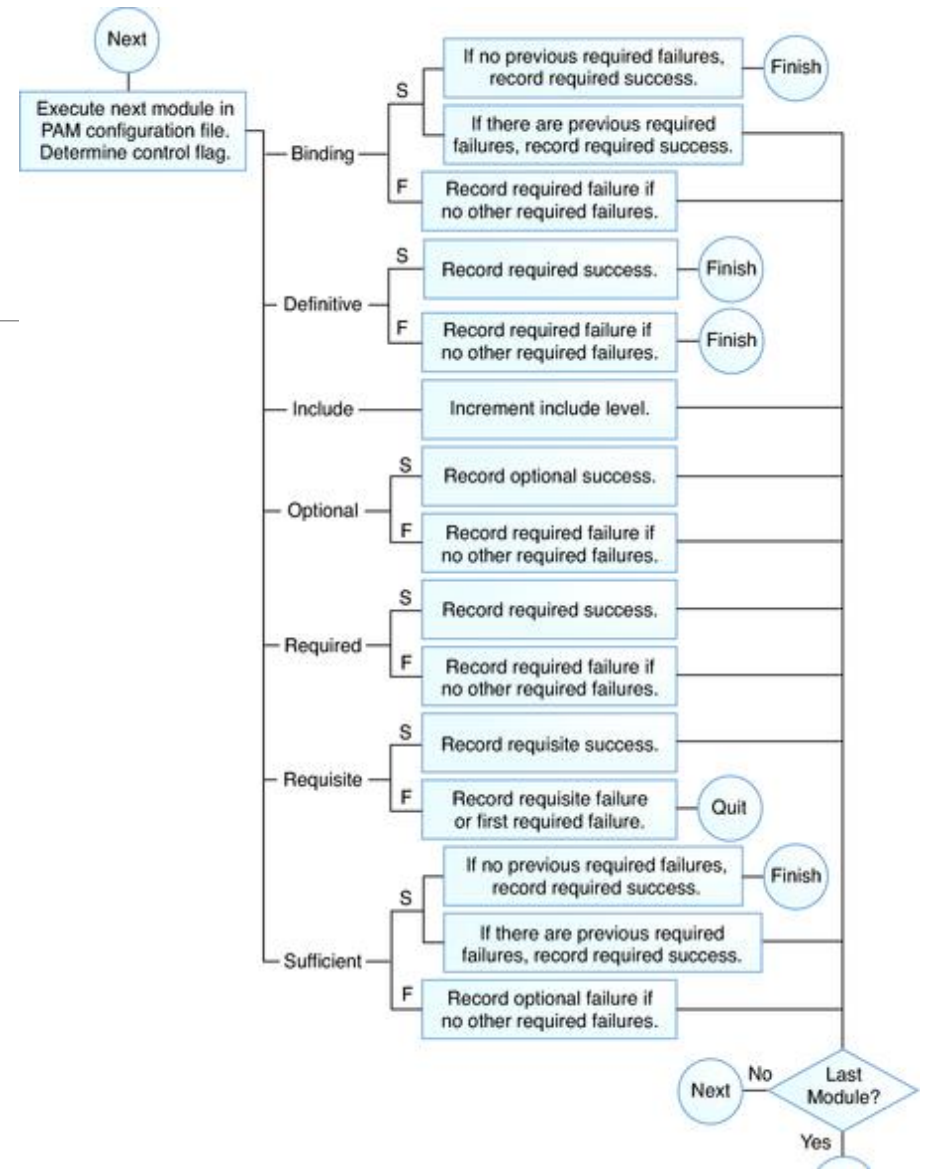 Next
Execute next module in
PAM configuration file.
Determine control flag.
Binding
S
If no previous required failures,
record required success.
Finish
If there are previous required
failures, record required success.
F
Record required failure if
no other required failures.
Definitive
S
Record required success.
Finish
F
Record required failure if
no other required failures.
Finish
Include
Increment include level.
Optional
S
Record optional success.
F
Record required failure if
no other required failures.
Required
S
Record required success.
F
Record required failure if
no other required failures.
Requisite
S
Record requisite success.
F
Record requisite failure
or first required failure.
Quit
Sufficient
S
If no previous required failures,
record required success.
Finish
If there are previous required
failures, record required success.
F
Record optional failure if
no other required failures.
Last
Module?
No
Next
Yes